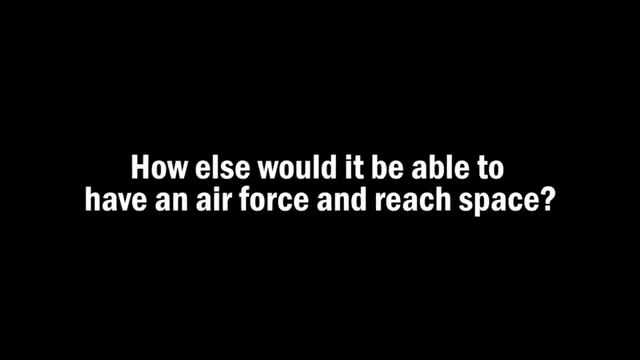 How else would it be able to
have an air force and reach space?